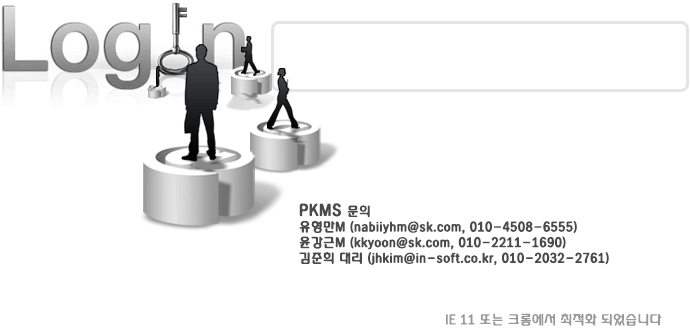 Login
PKMS 문의
유형만M (nabiiyhm@sk.com, 010-4508-6555)
윤강근M (kkyoon@sk.com, 010-2211-1690)
김준희 대리 (jhkim@in-soft.co.kr, 010-2032-2761)
IE 11 또는 크롬에서 최적화 되었습니다